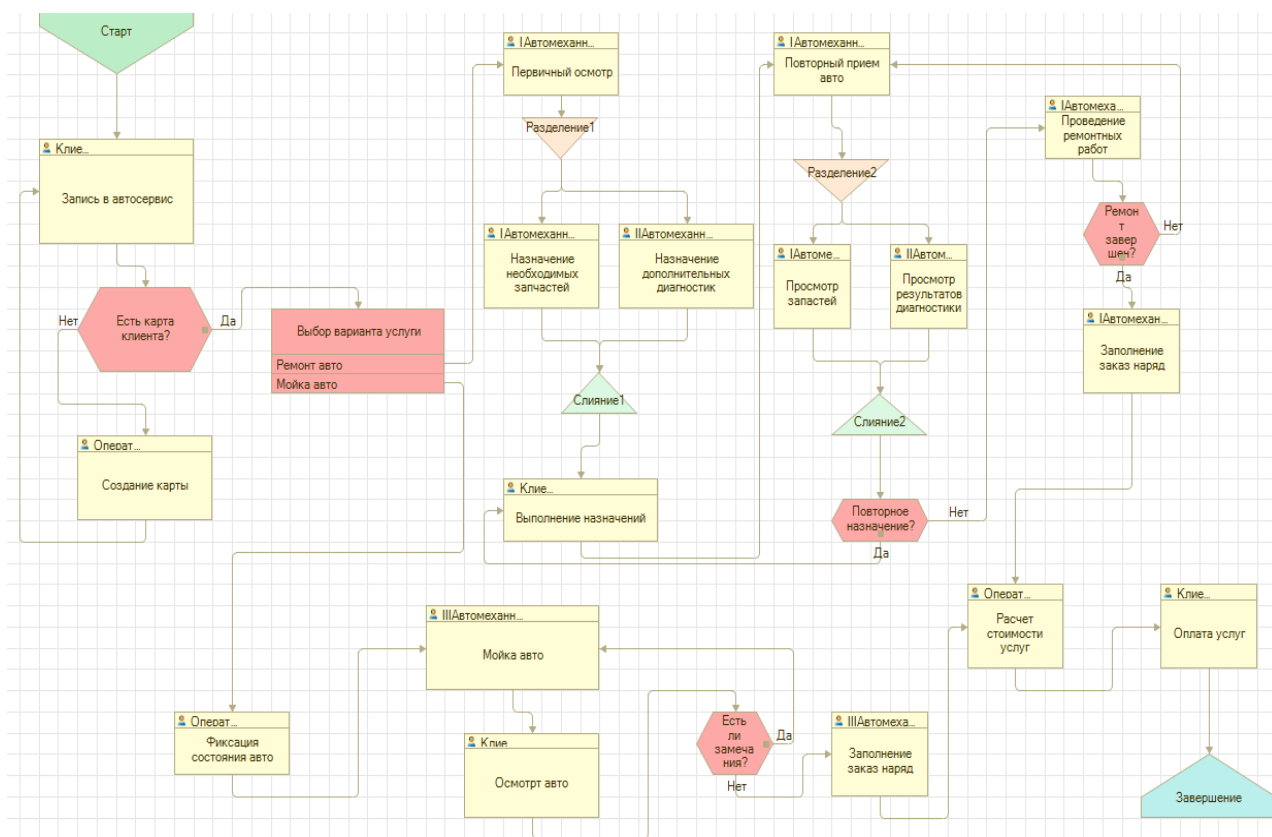 Старт
Клие...
Запись в автосервис
Есть карта
клиента?
Нет
Да
Выбор варианта услуги
Ремонт авто
Мойка авто
Операт...
Создание карты
IАвтомеханн...
Первичный осмотр
Разделение1
IАвтомеханн...
Назначение
необходимых
запчастей
IIАвтомеханн...
Назначение
дополнительных
диагностик
Слияние1
Клие...
Выполнение назначений
IАвтомеханн...
Повторный прием
авто
Разделение2
IАвтоме...
Просмотр
запастей
IIАвтом...
Просмотр
результатов
диагностики
Слияние2
Повторное
назначение?
Нет
Да
IАвтомеха...
Проведение
ремонтных
работ
Ремон
т
завер
шен?
Нет
Да
IАвтомехан...
Заполнение
заказ наряд
Операт...
Фиксация
состояния авто
IIIАвтомеханн...
Мойка авто
Клие...
Осмотрт авто
Есть
ли
замеча
ния?
Да
Нет
IIIАвтомеха...
Заполнение
заказ наряд
Операт...
Расчет
стоимости
услуг
Клие...
Оплата услуг
Завершение